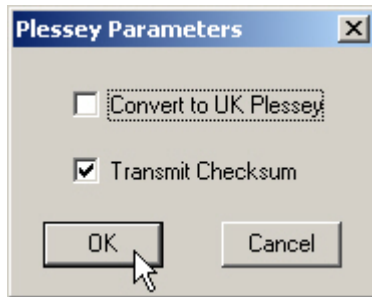 Plessey Parameters
Convert to UK Plessey
Transmit Checksum
OK Cancel